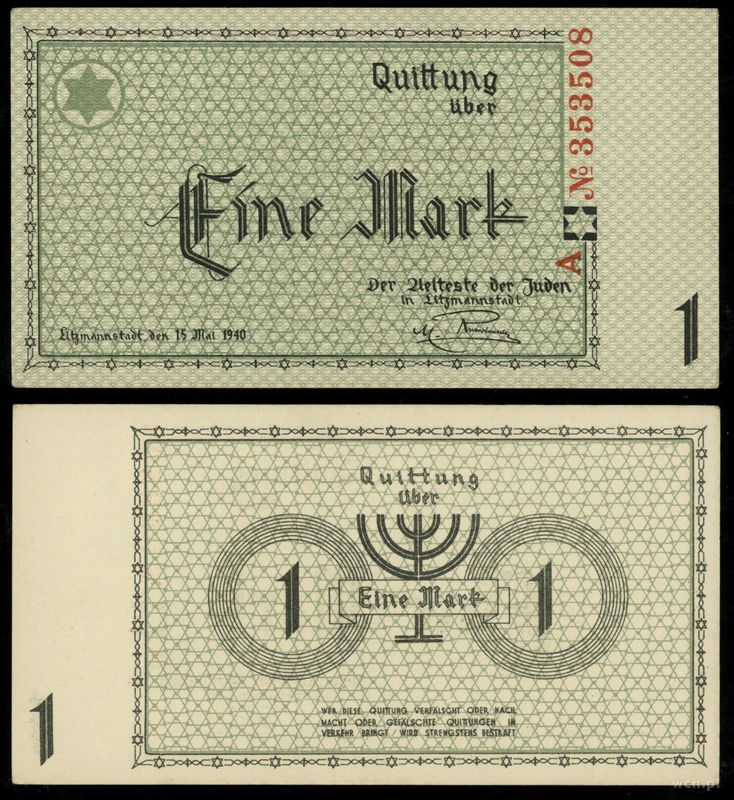 Quittung
über
№ 353508
Eine Mark
A
Der Aelteste der Juden
in Litzmannstadt
Litzmannstadt den 15 Mai 1940
1
Quittung
über
1
1
Eine Mark
WER DIESE QUITTUNG VERFÄLSCHT ODER NACH
MACHT ODER GEFÄLSCHTE QUITTUNGEN IN
VERKEHR BRINGT WIRD STRENGSTENS BESTRAFT
1
wcn.pl